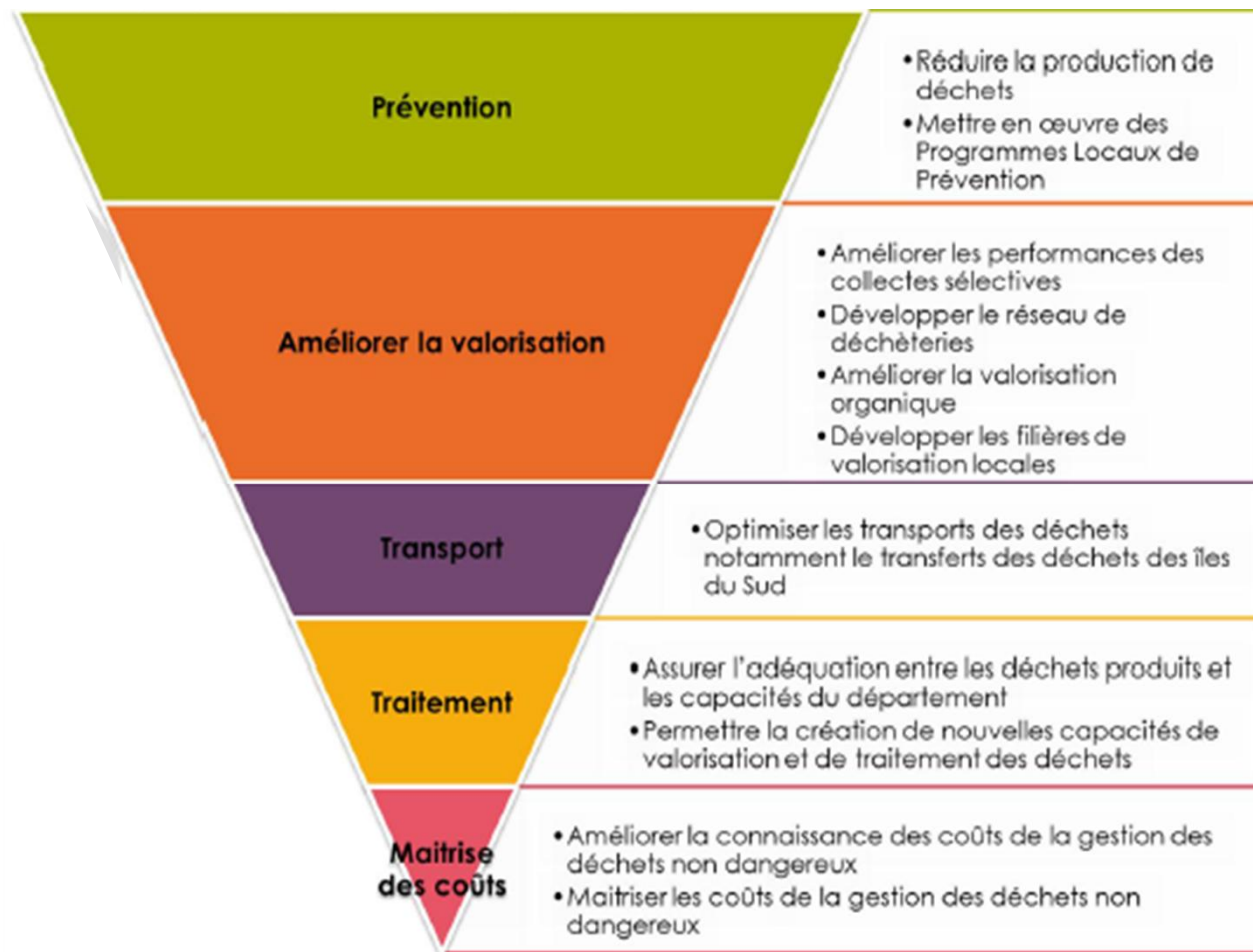 Prévention
•Réduire la production de
déchets
•Mettre en œuvre des
Programmes Locaux de
Prévention
Améliorer la valorisation
•Améliorer les performances des
collectes sélectives
•Développer le réseau de
déchèteries
•Améliorer la valorisation
organique
•Développer les filières de
valorisation locales
Transport
•Optimiser les transports des déchets
notamment le transferts des déchets des îles
du Sud
Traitement
•Assurer l'adéquation entre les déchets produits et
les capacités du département
•Permettre la création de nouvelles capacités de
valorisation et de traitement des déchets
Maitrise
des coûts
•Améliorer la connaissance des coûts de la gestion des
déchets non dangereux
•Maitriser les coûts de la gestion des déchets non
dangereux